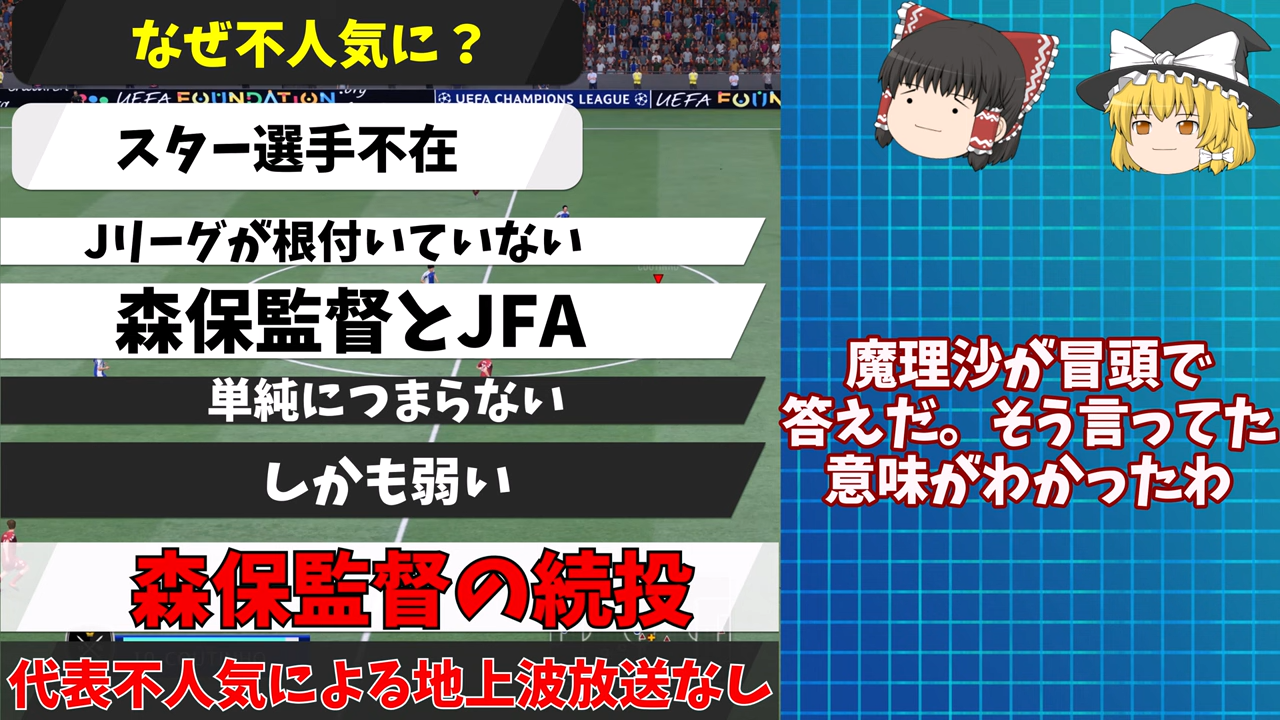 なぜ不人気に？
UEFA FOUNDATION
UEFA CHAMPIONS LEAGUE
UEFA
スター選手不在
Jリーグが根付いていない
森保監督とJFA
単純につまらない
しかも弱い
森保監督の続投
代表不人気による地上波放送なし
魔理沙が冒頭で
答えだ。そう言ってた
意味がわかったわ